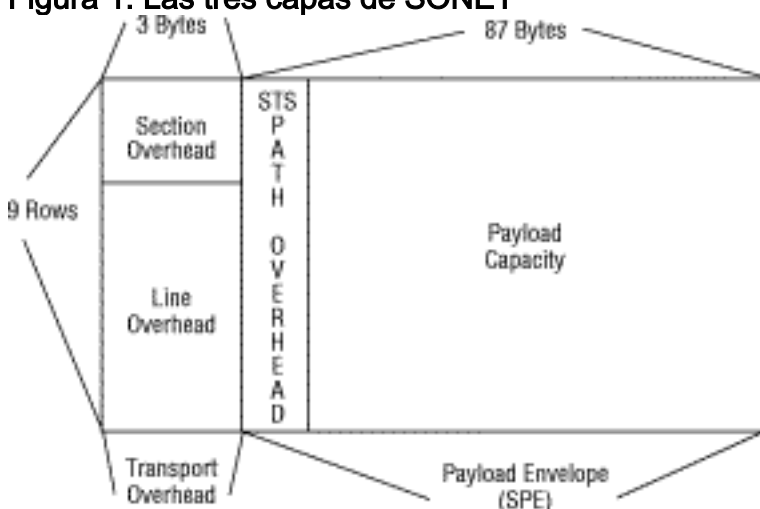 Figura 1. Las tres capas de SONET
3 Bytes
87 Bytes
Section
Overhead
STS
P
A
T
H
O
V
E
R
H
E
A
D
9 Rows
Payload
Capacity
Line
Overhead
Transport
Overhead
Payload Envelope
(SPE)